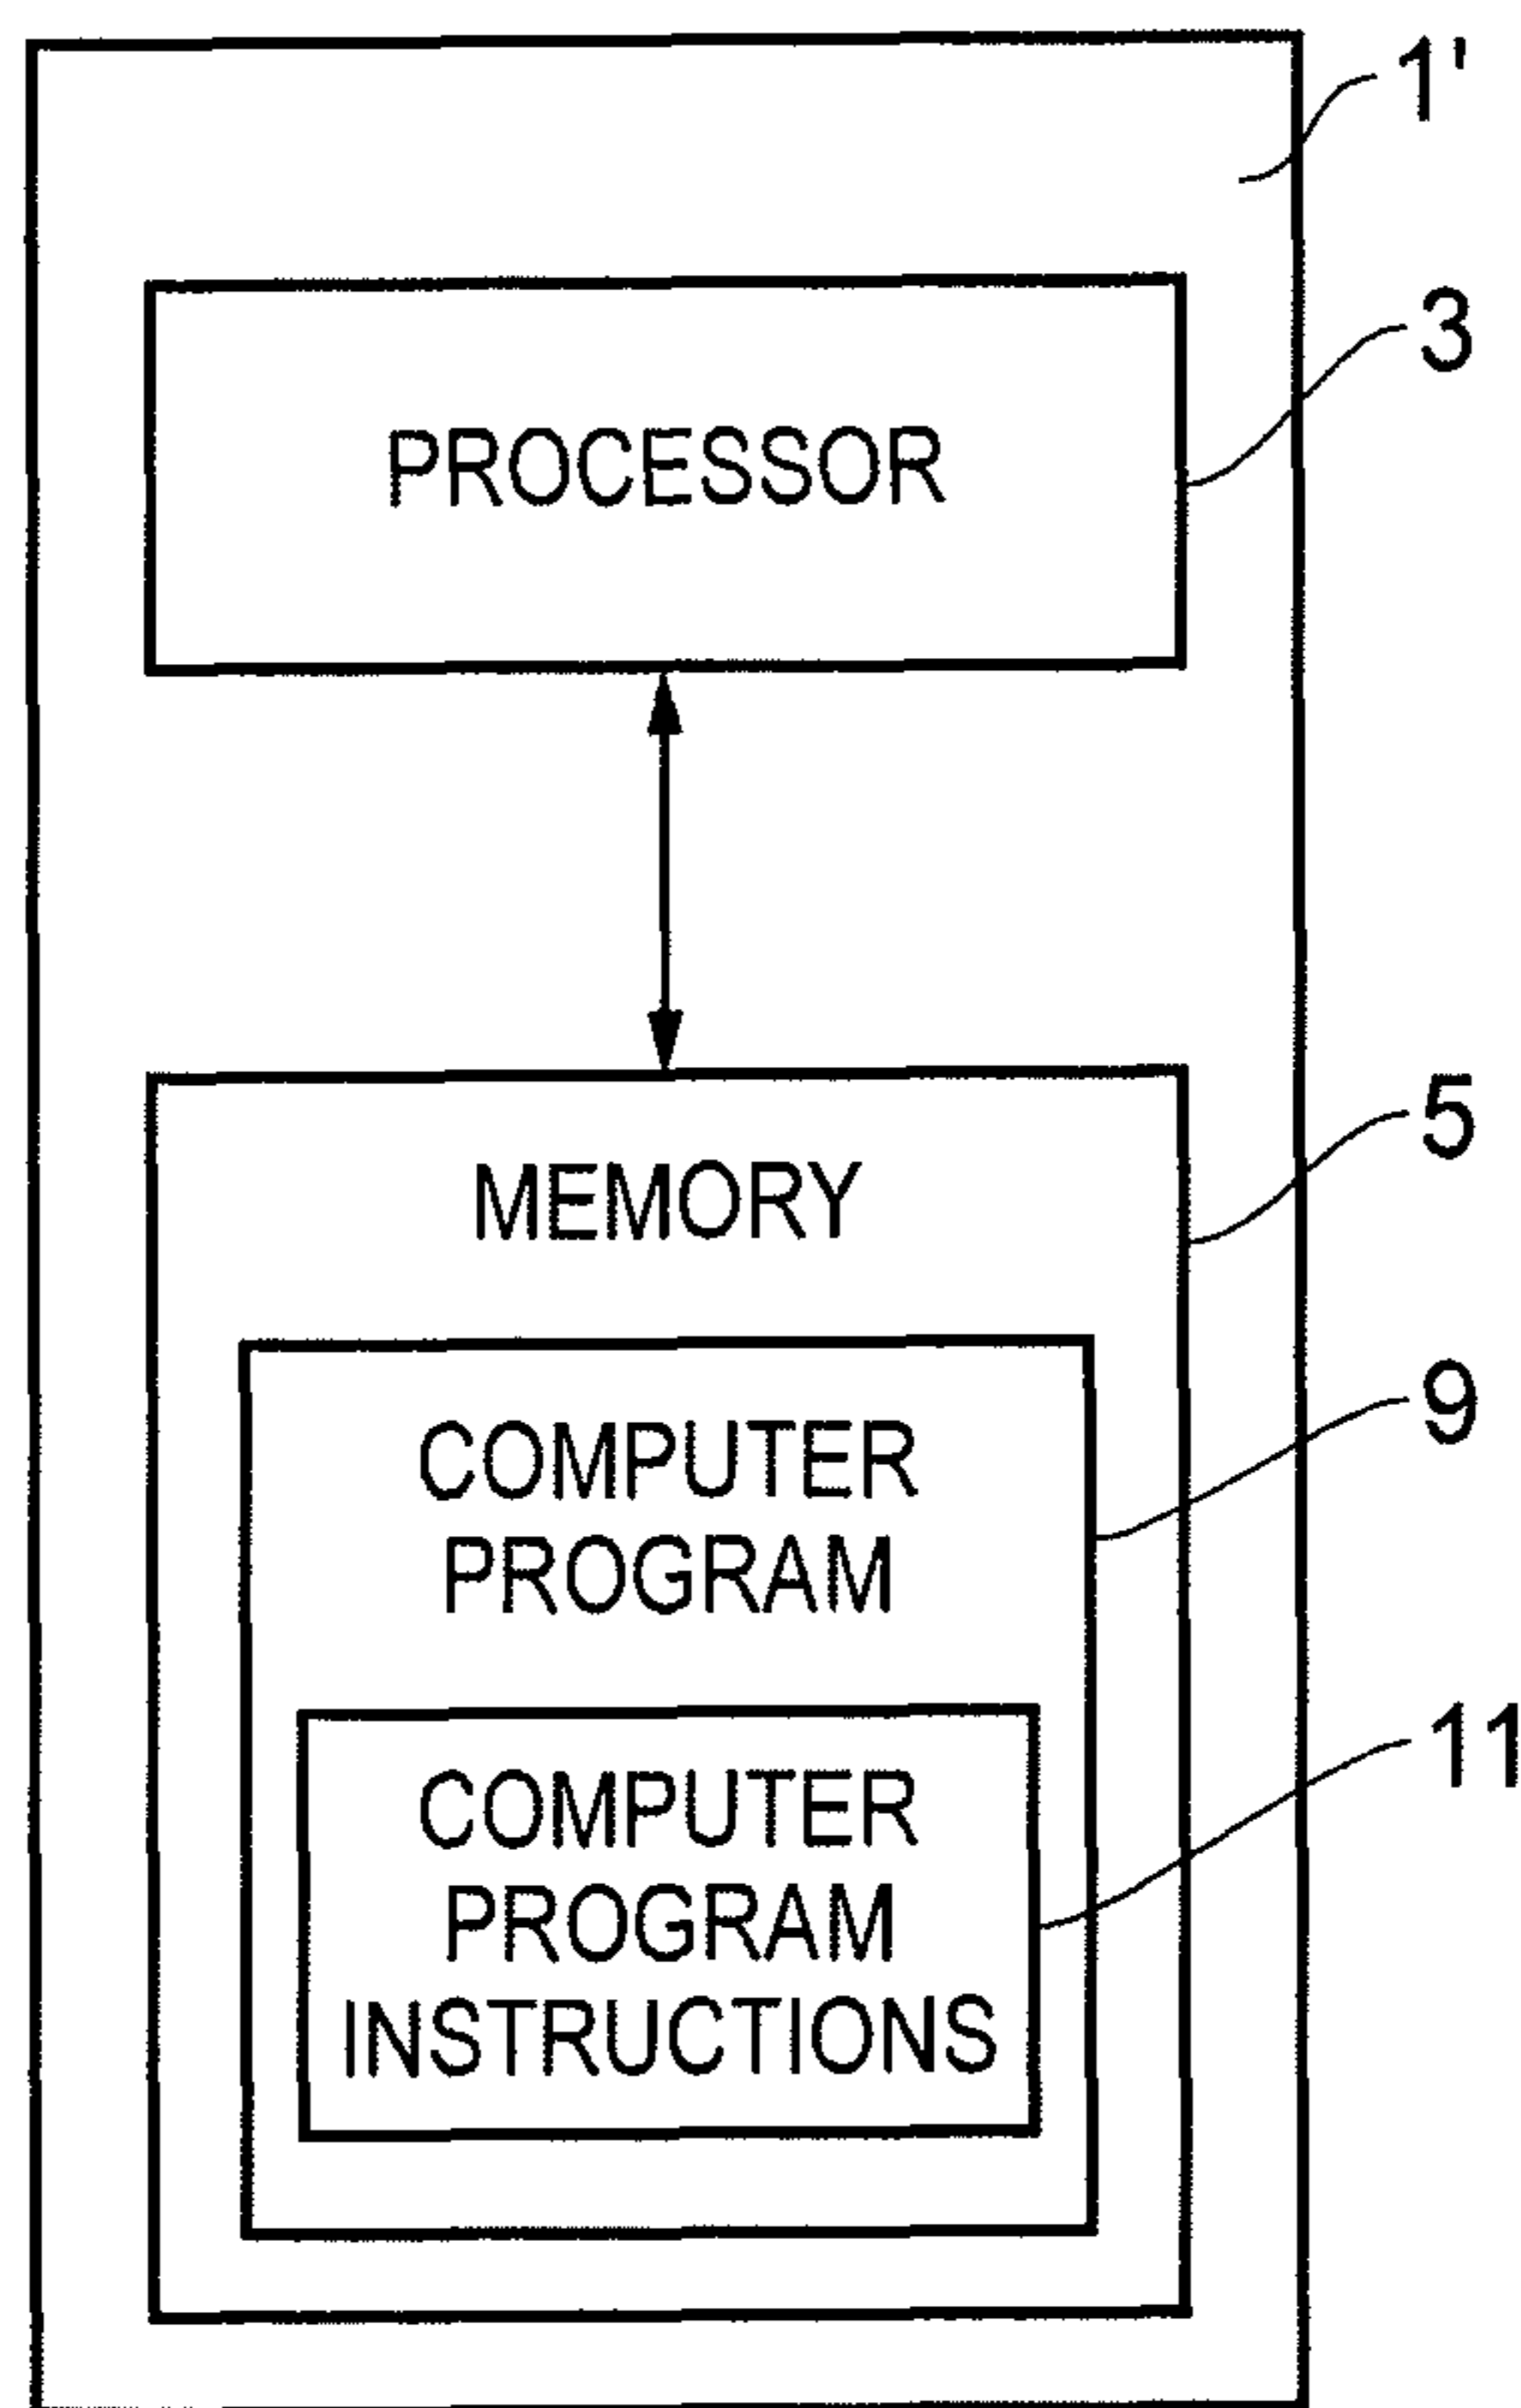 1'
3
PROCESSOR
5
MEMORY
9
COMPUTER
PROGRAM
11
COMPUTER
PROGRAM
INSTRUCTIONS